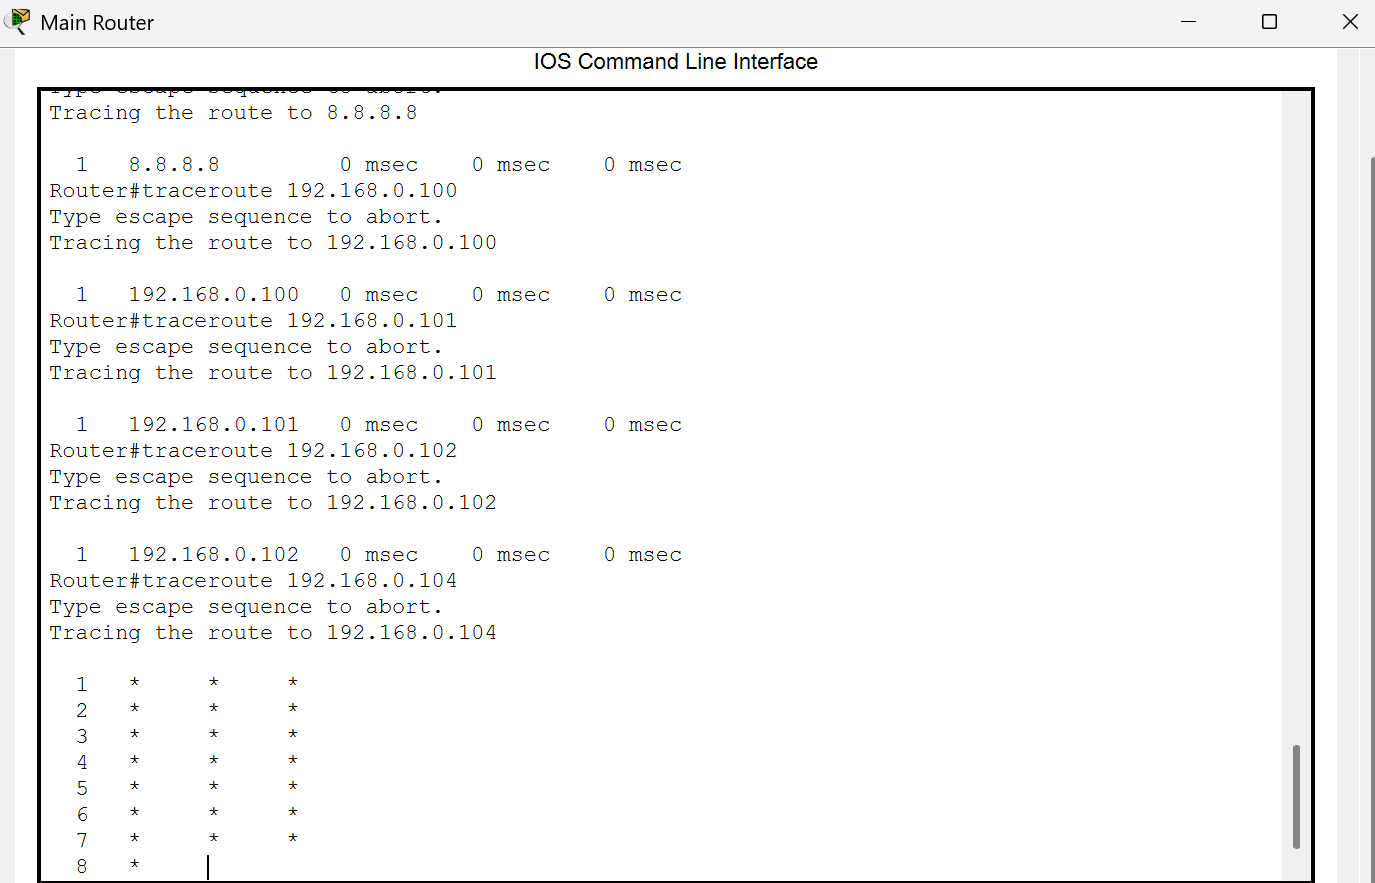 Main Router
IOS Command Line Interface
Type escape sequence to abort.
Tracing the route to 8.8.8.8
1 8.8.8.8 0 msec 0 msec 0 msec
Router#traceroute 192.168.0.100
Type escape sequence to abort.
Tracing the route to 192.168.0.100
1 192.168.0.100 0 msec 0 msec 0 msec
Router#traceroute 192.168.0.101
Type escape sequence to abort.
Tracing the route to 192.168.0.101
1 192.168.0.101 0 msec 0 msec 0 msec
Router#traceroute 192.168.0.102
Type escape sequence to abort.
Tracing the route to 192.168.0.102
1 192.168.0.102 0 msec 0 msec 0 msec
Router#traceroute 192.168.0.104
Type escape sequence to abort.
Tracing the route to 192.168.0.104
1 * * *
2 * * *
3 * * *
4 * * *
5 * * *
6 * * *
7 * * *
8 *